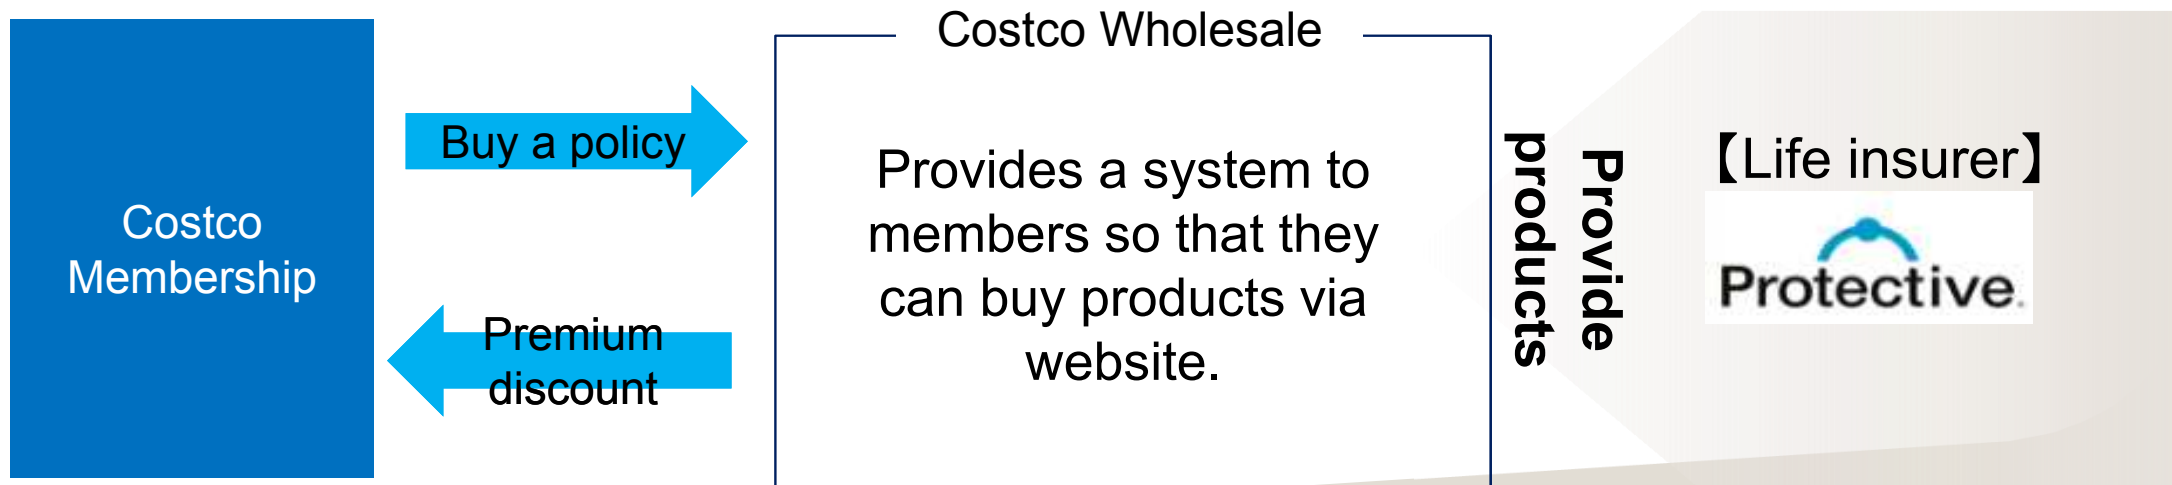 Costco Wholesale
Costco
Membership
Buy a policy
Premium
discount
Provides a system to
members so that they
can buy products via
website.
Provide
products
【Life insurer】
Protective.